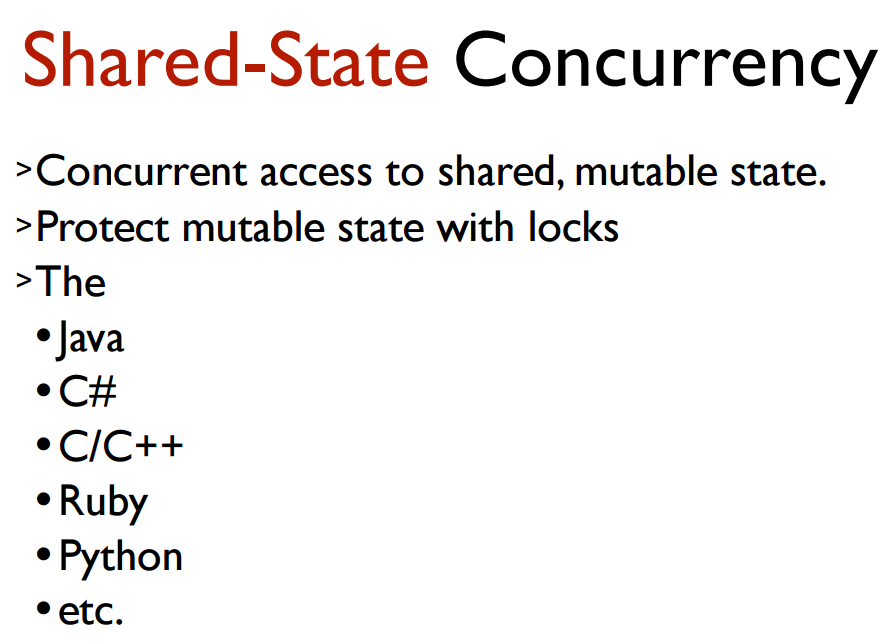 Shared-State Concurrency
>Concurrent access to shared, mutable state.
>Protect mutable state with locks
>The
•Java
•C#
•C/C++
•Ruby
•Python
•etc.